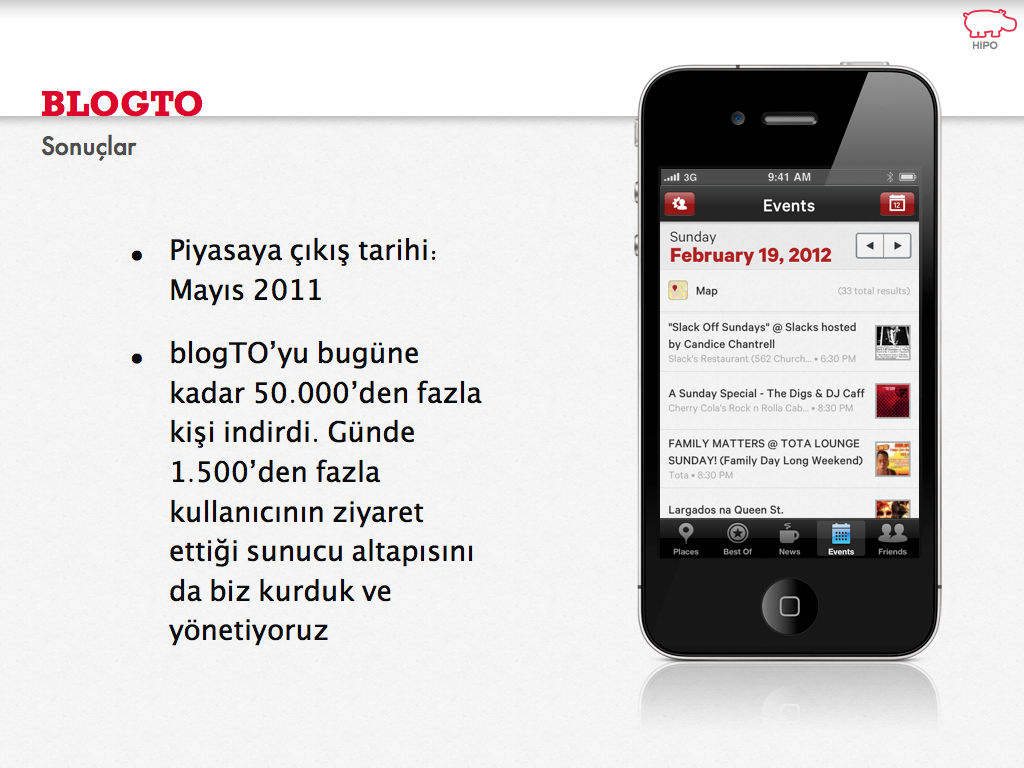 HIPO
BLOGTO
Sonuçlar
• Piyasaya çıkış tarihi:
Mayıs 2011
• blogTO’yu bugüne
kadar 50.000’den fazla
kişi indirdi. Günde
1.500’den fazla
kullanıcının ziyaret
ettiği sunucu altapısını
da biz kurduk ve
yönetiyoruz
3G 9:41 AM
Events
12
Sunday
February 19, 2012
Map (33 total results)
"Slack Off Sundays" @ Slacks hosted
by Candice Chantrell
Slack's Restaurant (562 Church... • 6:30 PM
A Sunday Special - The Digs & DJ Caff
Cherry Cola's Rock n Rolla Cab... • 8:30 PM
FAMILY MATTERS @ TOTA LOUNGE
SUNDAY! (Family Day Long Weekend)
Tota • 8:30 PM
Largados na Queen St.
Places Best Of News Events Friends